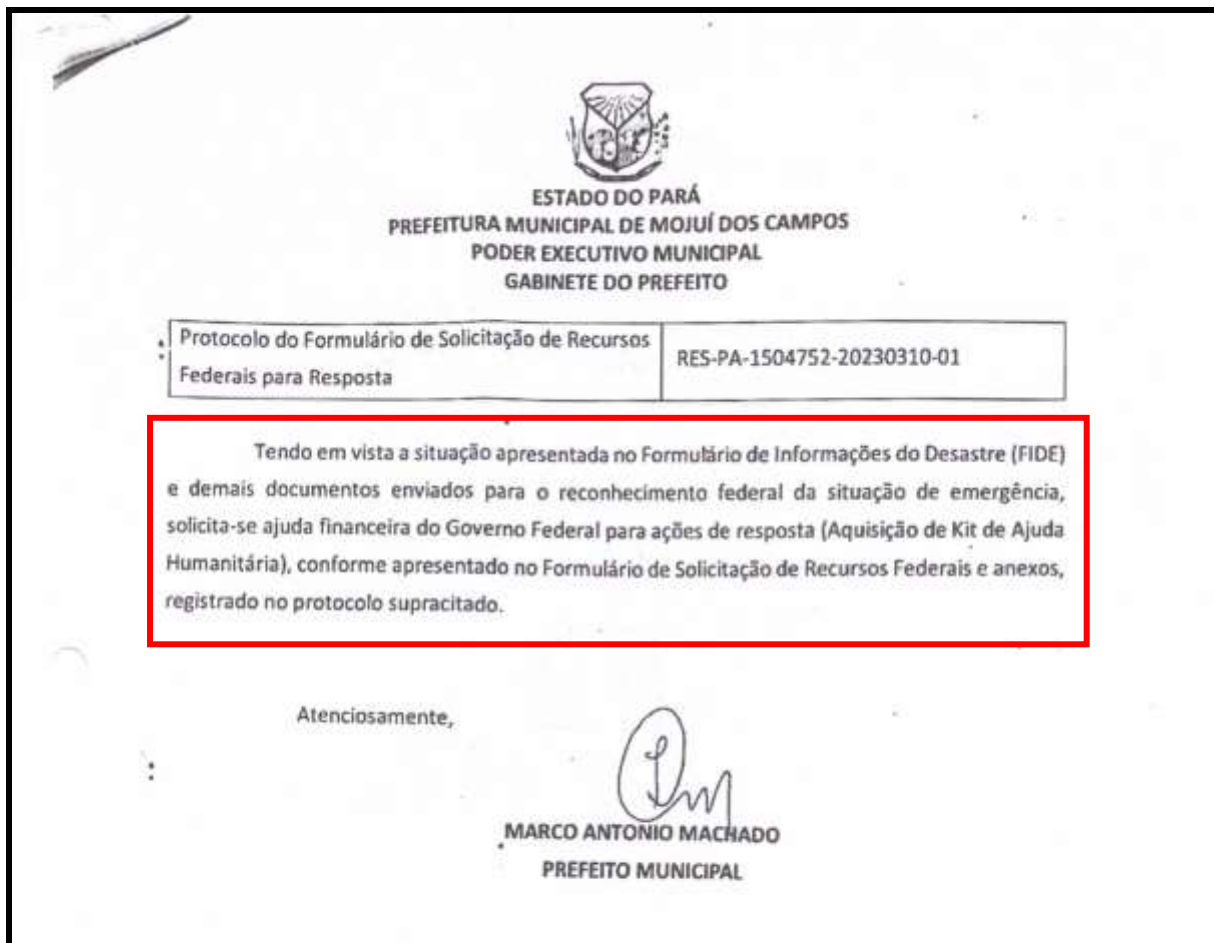 ESTADO DO PARÁ
PREFEITURA MUNICIPAL DE MOJUÍ DOS CAMPOS
PODER EXECUTIVO MUNICIPAL
GABINETE DO PREFEITO
Protocolo do Formulário de Solicitação de Recursos
Federais para Resposta
RES-PA-1504752-20230310-01
Tendo em vista a situação apresentada no Formulário de Informações do Desastre (FIDE)
e demais documentos enviados para o reconhecimento federal da situação de emergência,
solicita-se ajuda financeira do Governo Federal para ações de resposta (Aquisição de Kit de Ajuda
Humanitária), conforme apresentado no Formulário de Solicitação de Recursos Federais e anexos,
registrado no protocolo supracitado.
Atenciosamente,
MARCO ANTONIO MACHADO
PREFEITO MUNICIPAL